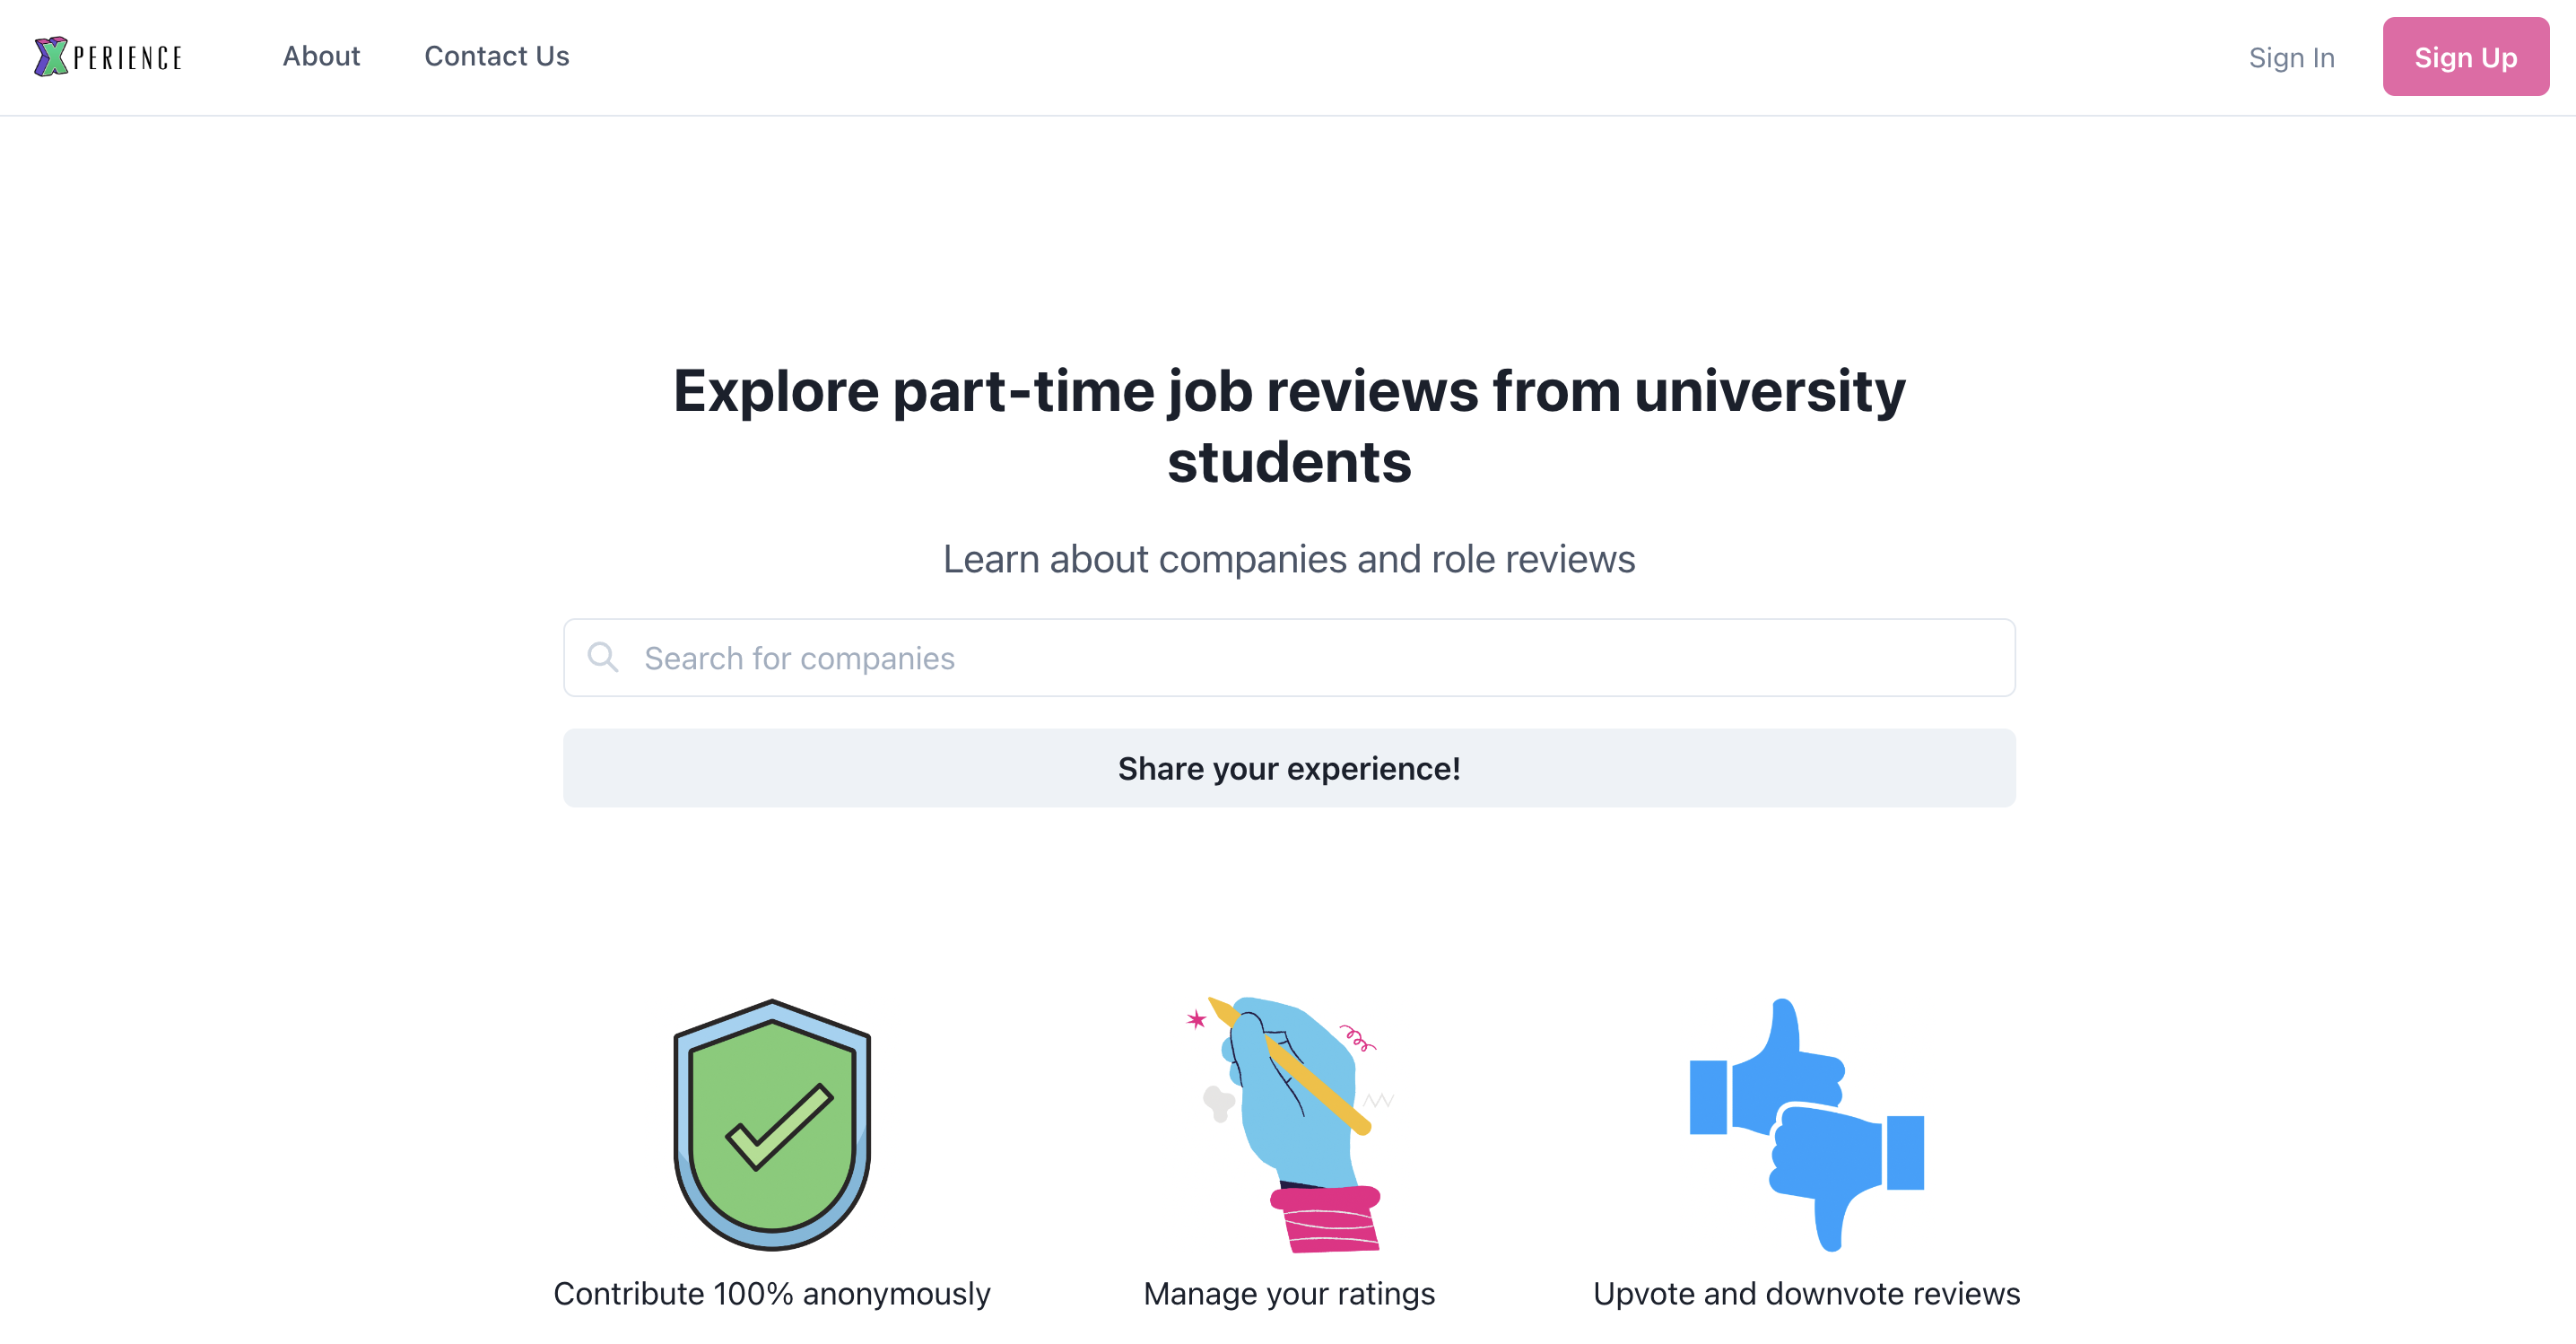 XPERIENCE
About
Contact Us
Sign In
Sign Up
Explore part-time job reviews from university
students
Learn about companies and role reviews
Search for companies
Share your experience!
Contribute 100% anonymously
Manage your ratings
Upvote and downvote reviews